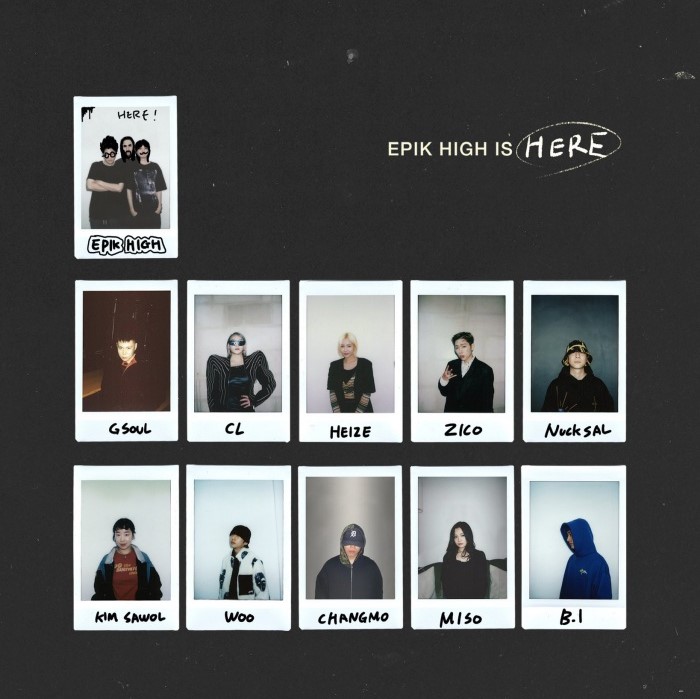 HERE!
EPIK HIGH IS HERE
EPIK HIGH
GSOUL
CL
HEIZE
ZICO
NUCKSAL
KIM SAWOL
WOO
CHANGMO
MISO
B.I